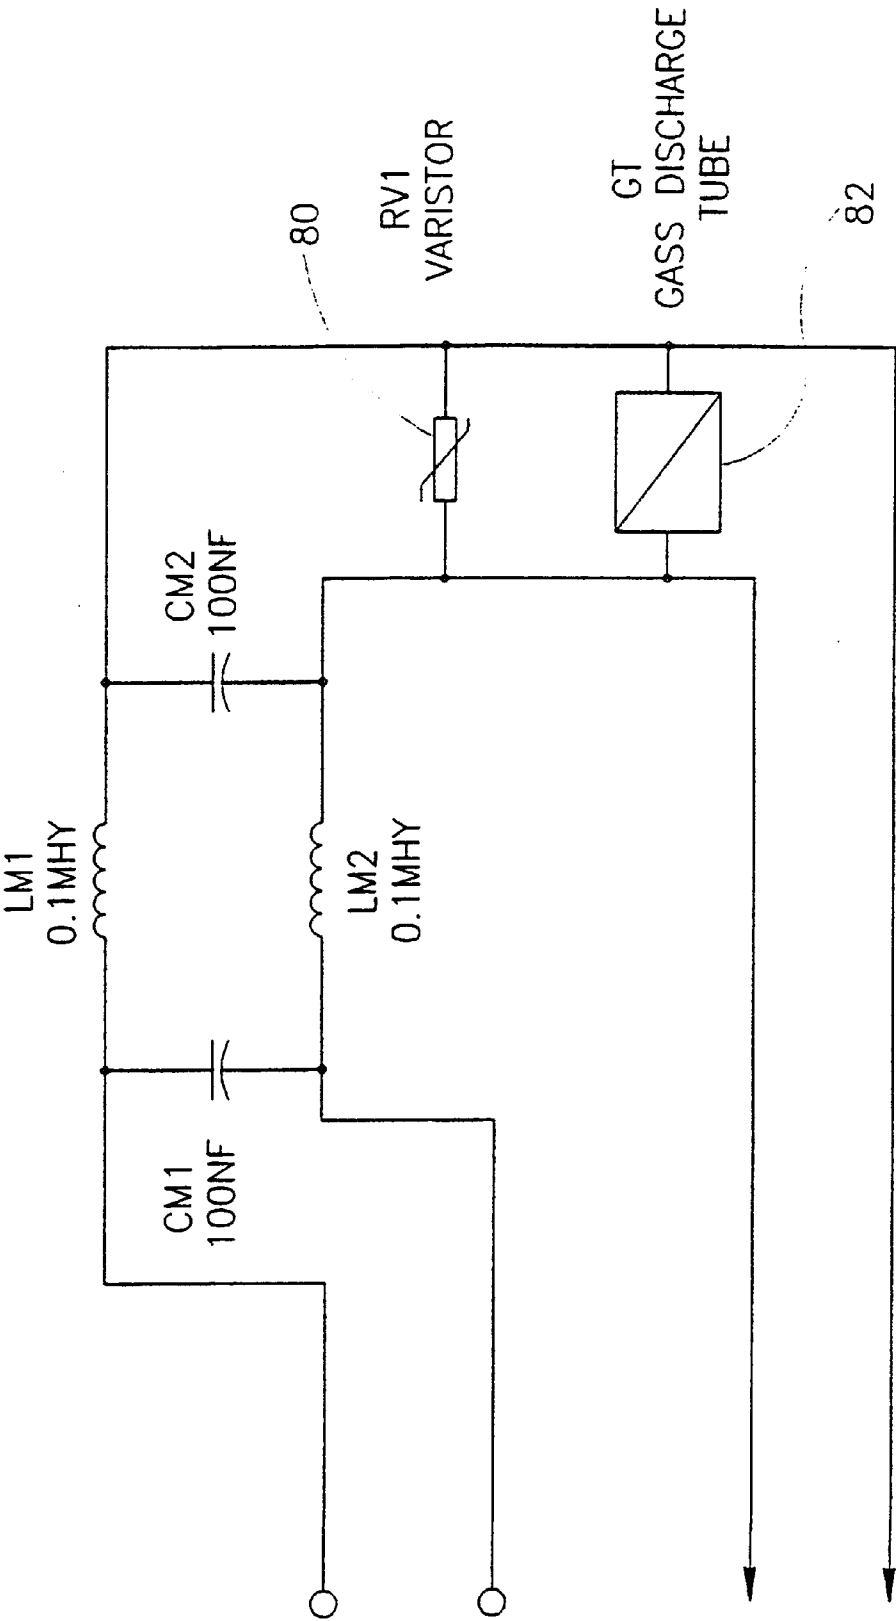 LM1
0.1MHY
CM1
100NF
CM2
100NF
LM2
0.1MHY
80
RV1
VARISTOR
GT
GASS DISCHARGE
TUBE
82